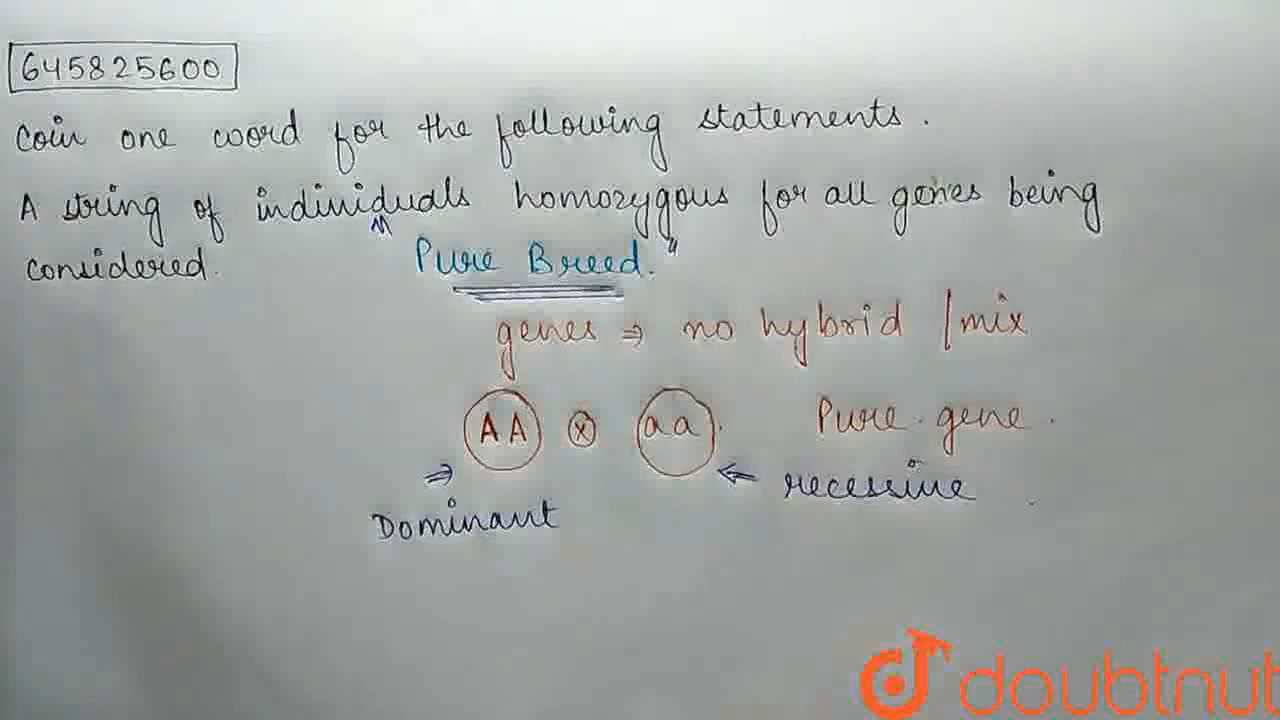 645825600
Coin one word for the following statements.
A string of individuals homozygous for all genes being
considered.
"Pure Breed."
genes ⇒ no hybrid / mix
AA ⊗ aa. Pure gene.
⇒ ⇐ recessive
Dominant
doubtnut